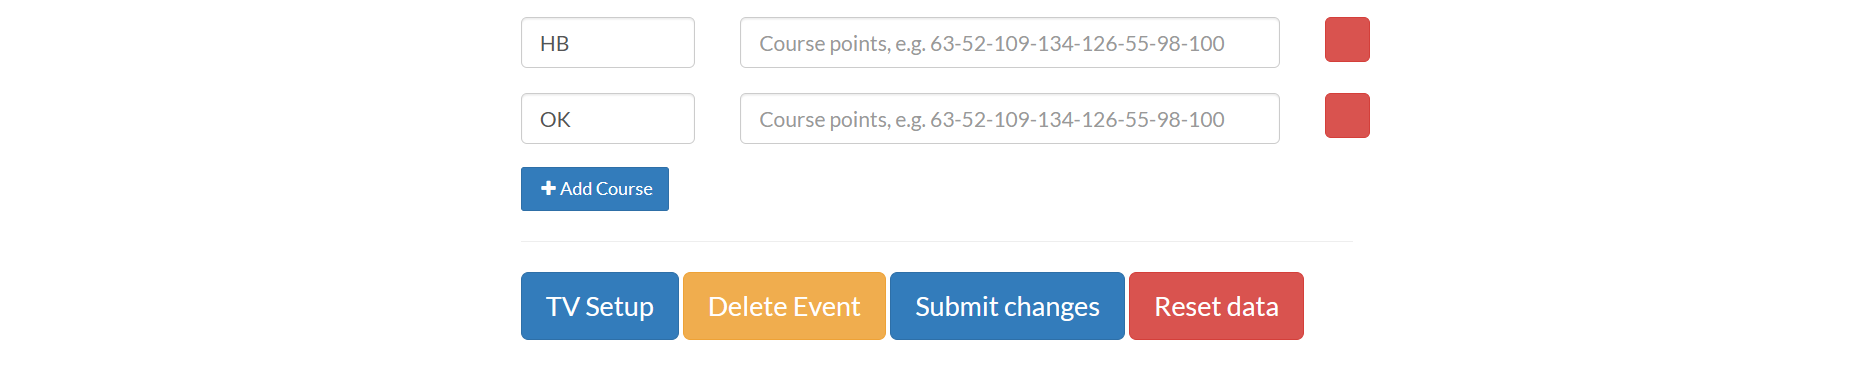 HB Course points, e.g. 63-52-109-134-126-55-98-100
OK Course points, e.g. 63-52-109-134-126-55-98-100
Add Course
TV Setup Delete Event Submit changes Reset data